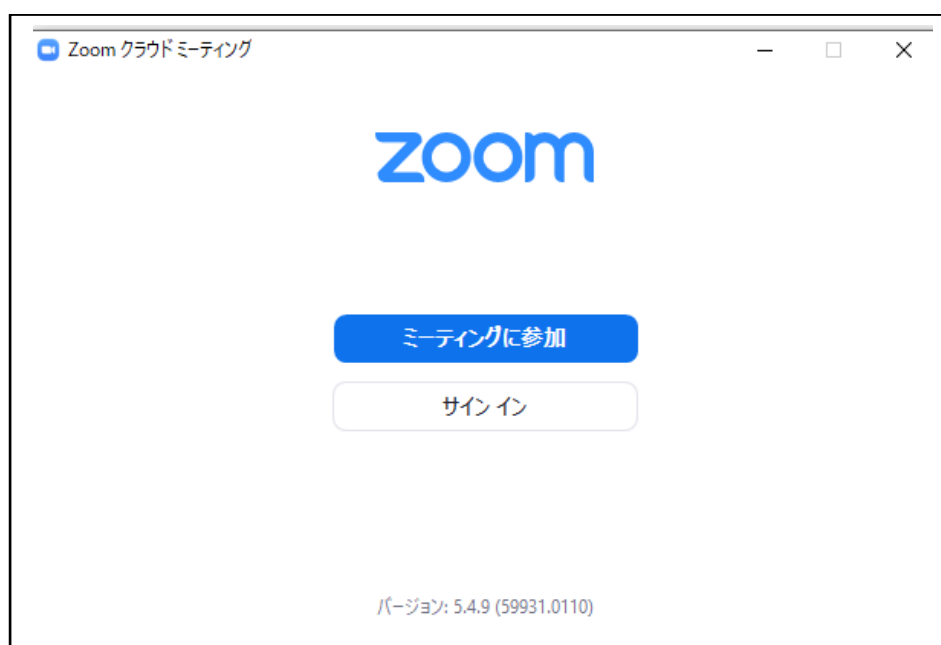 Zoom クラウド ミーティング
zoom
ミーティングに参加
サイン イン
バージョン: 5.4.9 (59931.0110)